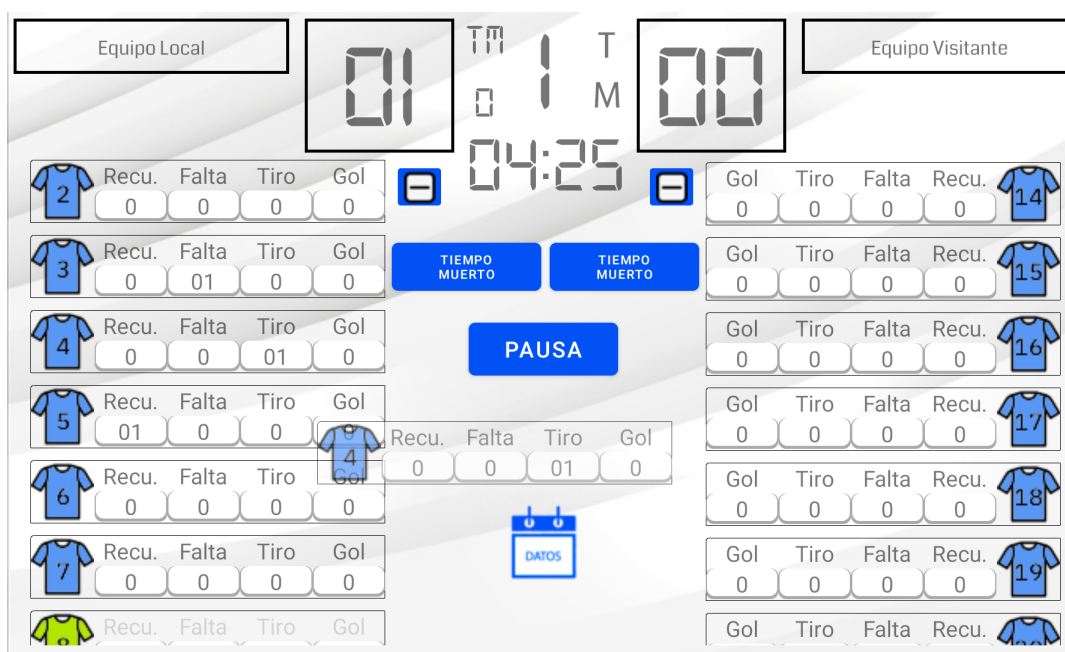 Equipo Local
01
TM
0
1
T
M
00
Equipo Visitante
04:25
2 Recu. Falta Tiro Gol
0 0 0 0
3 Recu. Falta Tiro Gol
0 01 0 0
4 Recu. Falta Tiro Gol
0 0 01 0
5 Recu. Falta Tiro Gol
01 0 0
6 Recu. Falta Tiro Gol
0 0 0 0
7 Recu. Falta Tiro Gol
0 0 0 0
Recu. Falta Tiro Gol
TIEMPO
MUERTO
TIEMPO
MUERTO
PAUSA
4 Recu. Falta Tiro Gol
0 0 01 0
DATOS
Gol Tiro Falta Recu. 14
0 0 0 0
Gol Tiro Falta Recu. 15
0 0 0 0
Gol Tiro Falta Recu. 16
0 0 0 0
Gol Tiro Falta Recu. 17
0 0 0 0
Gol Tiro Falta Recu. 18
0 0 0 0
Gol Tiro Falta Recu. 19
0 0 0 0
Gol Tiro Falta Recu.